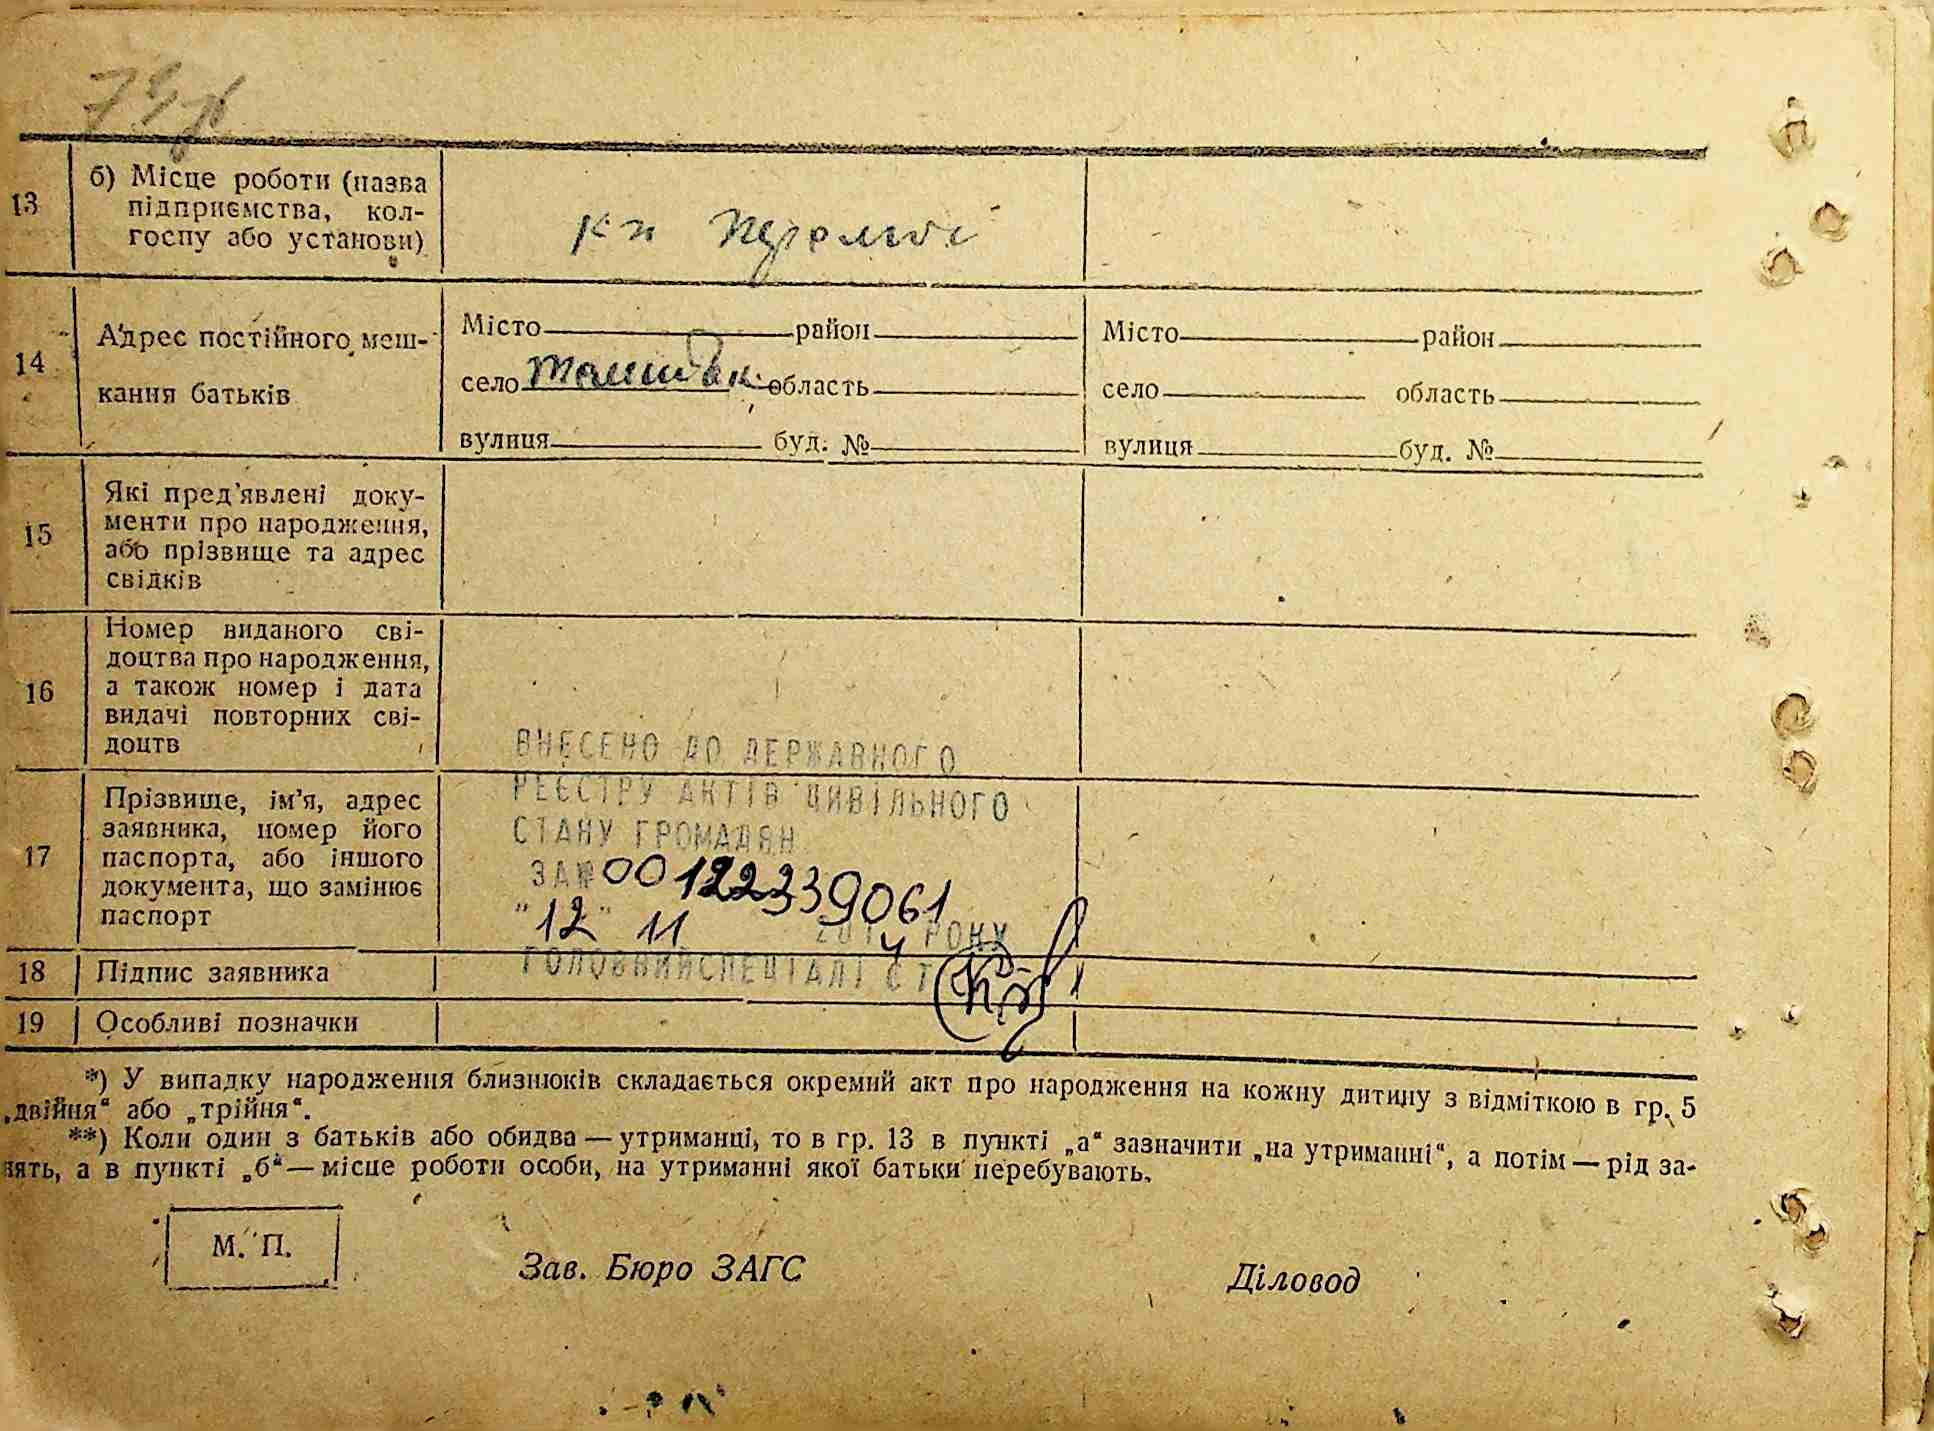 13
б) Місце роботи (назва
підприємства, кол-
госпу або установи)
14
Адрес постійного меш-
кання батьків
Місто район
село область
вулиця буд. №
Місто район
село область
вулиця буд. №
15
Які пред'явлені доку-
менти про народження,
або прізвище та адрес
свідків
16
Номер виданого сві-
доцтва про народження,
а також номер і дата
видачі повторних сві-
доцтв
17
Прізвище, ім'я, адрес
заявника, номер його
паспорта, або іншого
документа, що замінює
паспорт
ВНЕСЕНО ДО ДЕРЖАВНОГО
РЕЄСТРУ АКТІВ ЦИВІЛЬНОГО
СТАНУ ГРОМАДЯН
ЗА № 00122339061
"12" 11 2014 РОКУ
ГОЛОВНИЙ СПЕЦІАЛІСТ
18 Підпис заявника
19 Особливі позначки
*) У випадку народження близнюків складається окремий акт про народження на кожну дитину з відміткою в гр. 5
„двійня“ або „трійня“.
**) Коли один з батьків або обидва — утриманці, то в гр. 13 в пункті „а“ зазначити „на утриманні“, а потім — рід за-
нять, а в пункті „б“ — місце роботи особи, на утриманні якої батьки перебувають.
М. П.
Зав. Бюро ЗАГС
Діловод